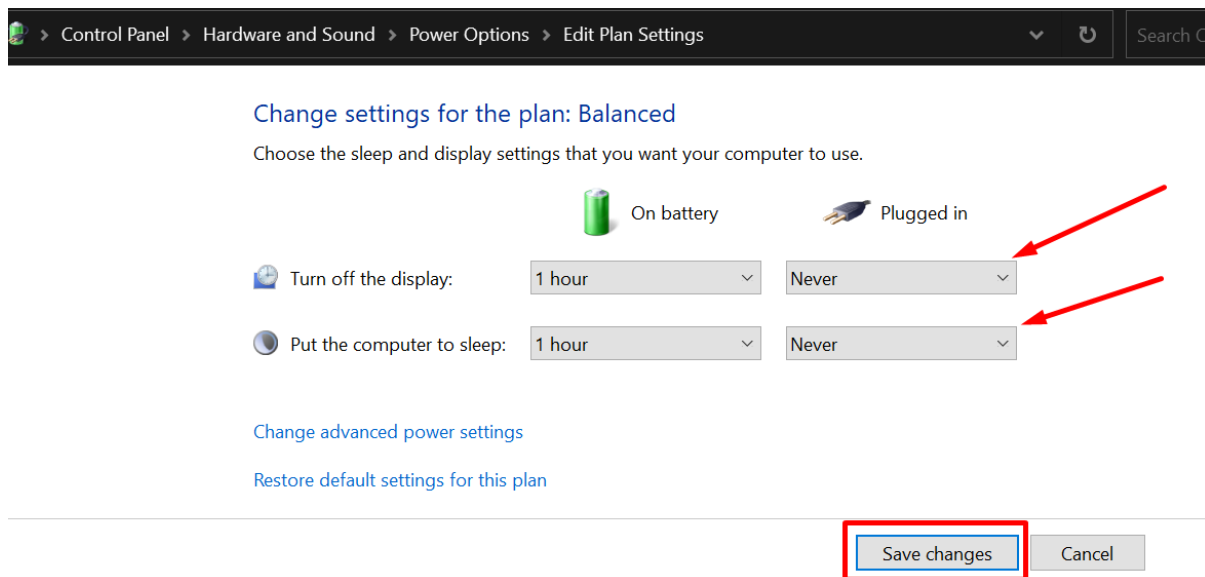 Control Panel > Hardware and Sound > Power Options > Edit Plan Settings Search
Change settings for the plan: Balanced
Choose the sleep and display settings that you want your computer to use.
On battery Plugged in
Turn off the display: 1 hour Never
Put the computer to sleep: 1 hour Never
Change advanced power settings
Restore default settings for this plan
Save changes Cancel